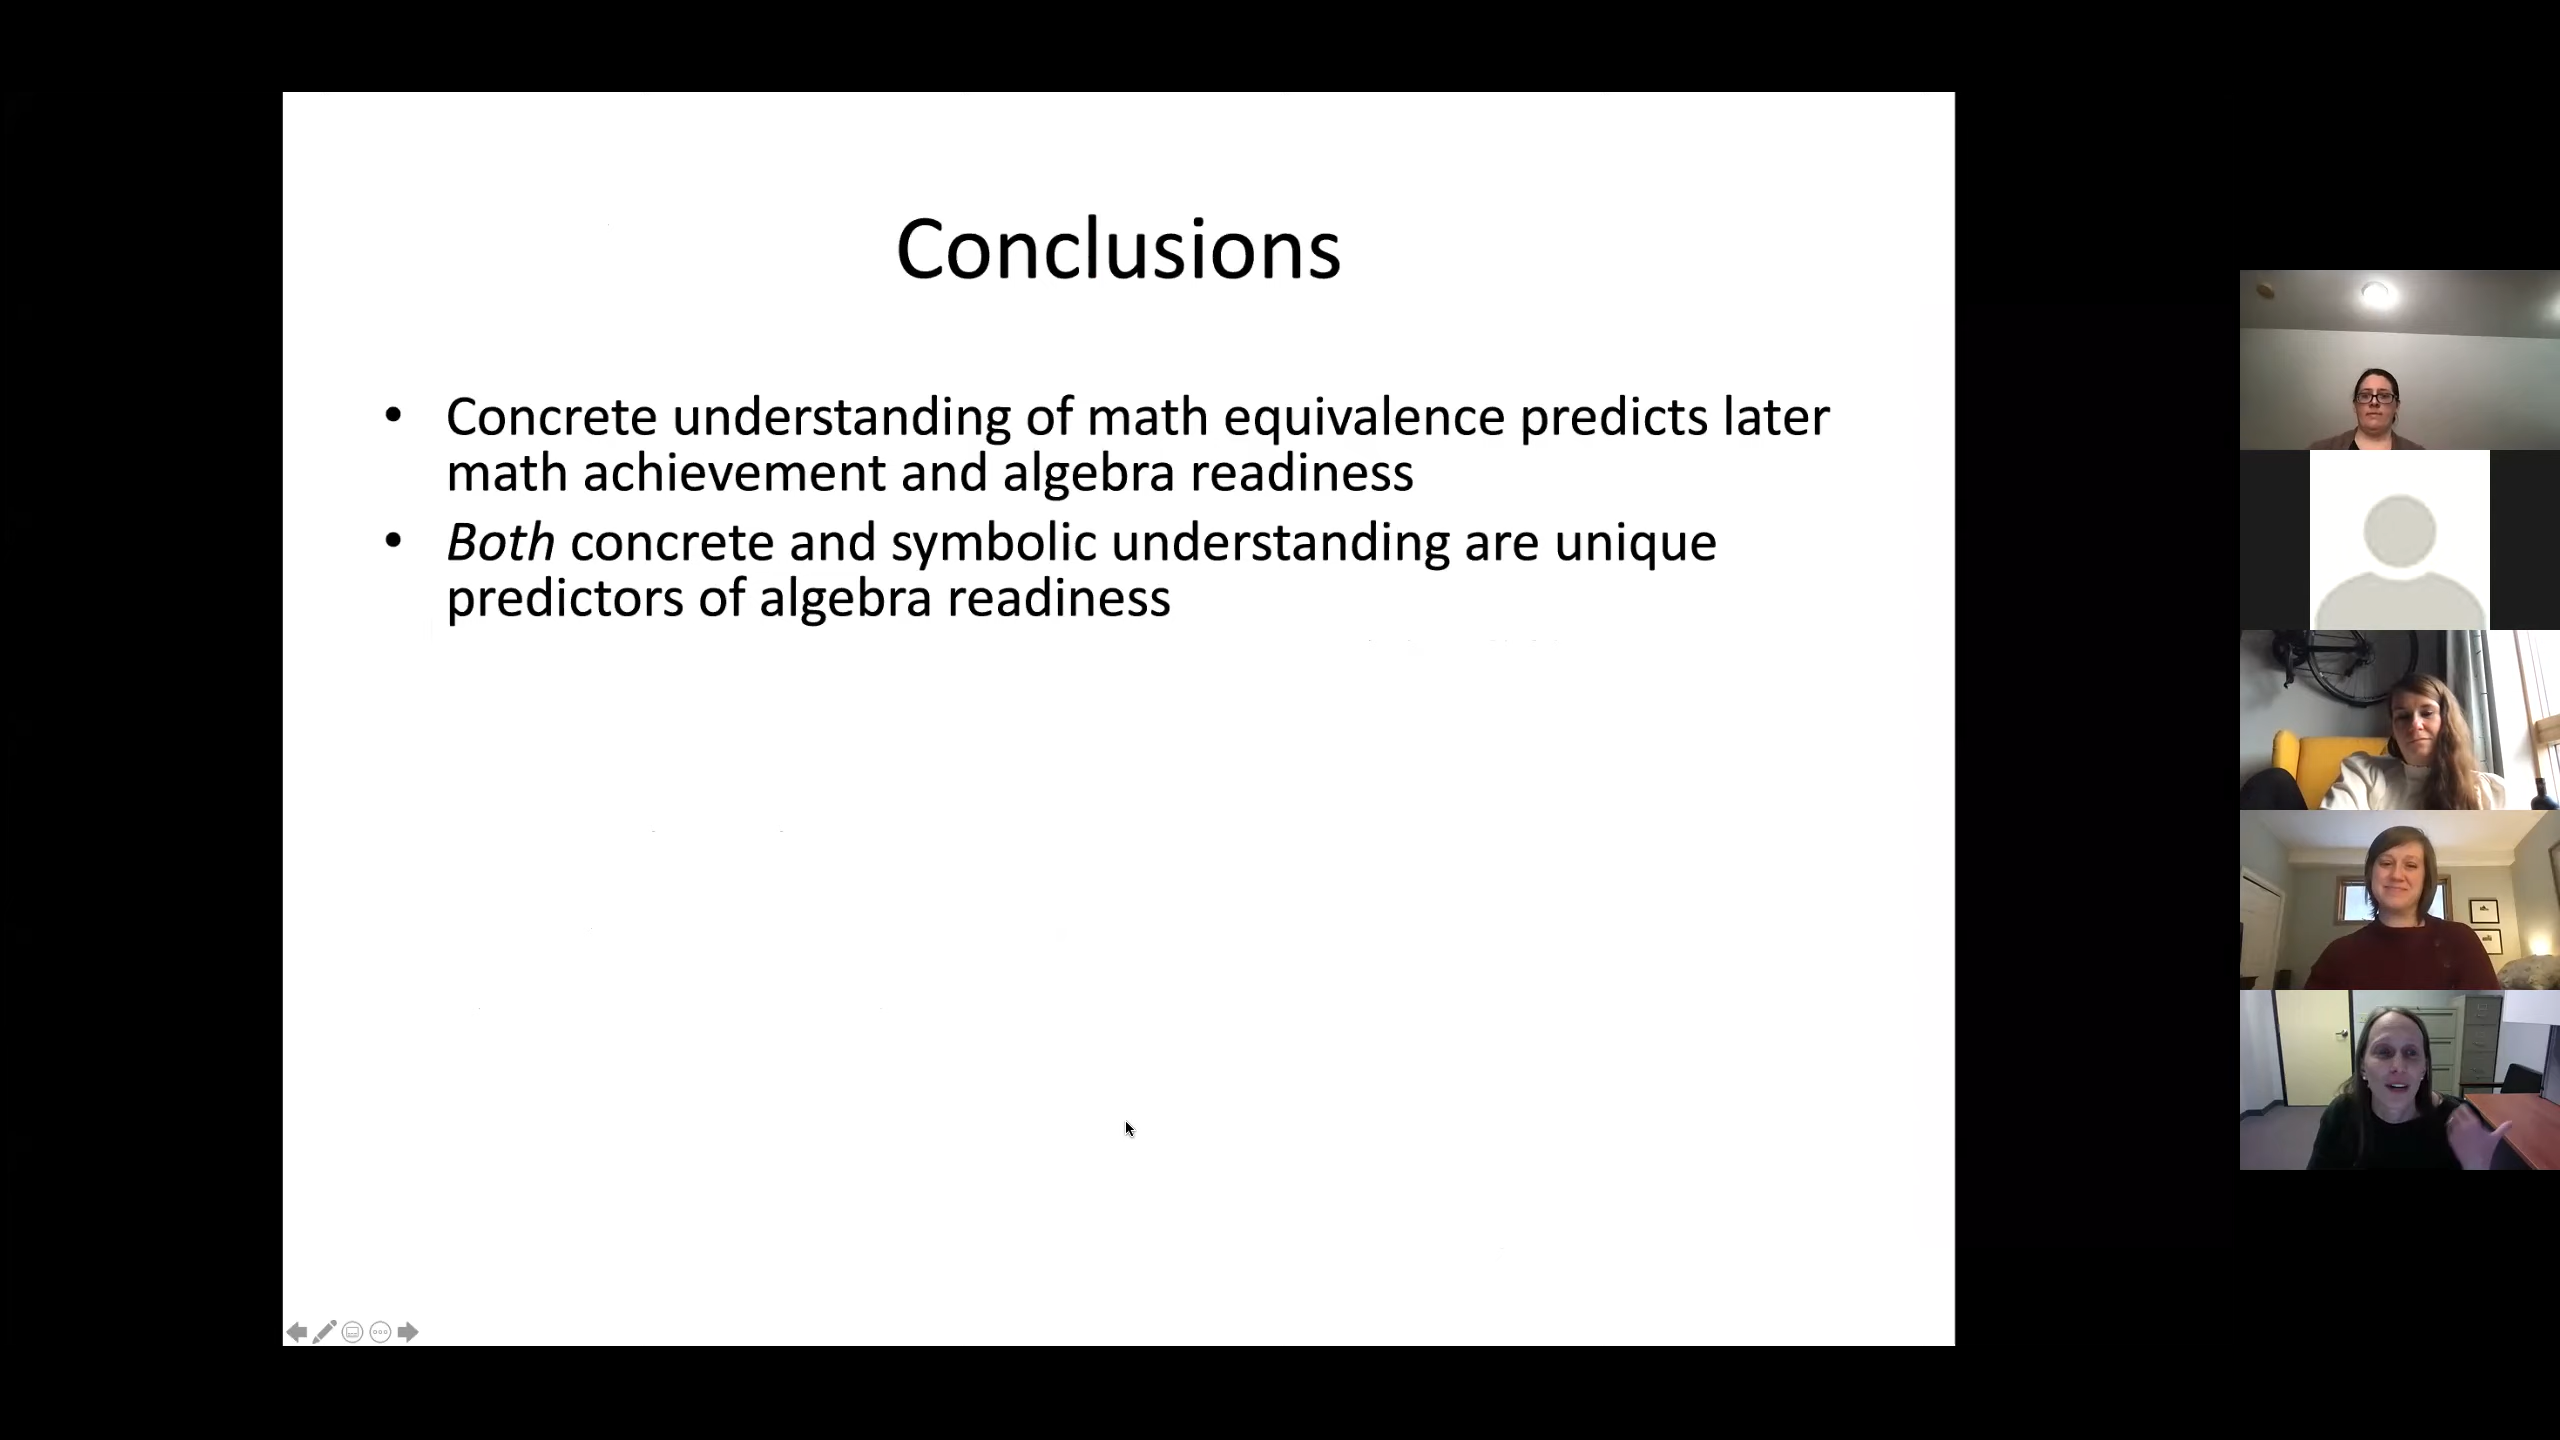 Conclusions
• Concrete understanding of math equivalence predicts later
math achievement and algebra readiness
• Both concrete and symbolic understanding are unique
predictors of algebra readiness